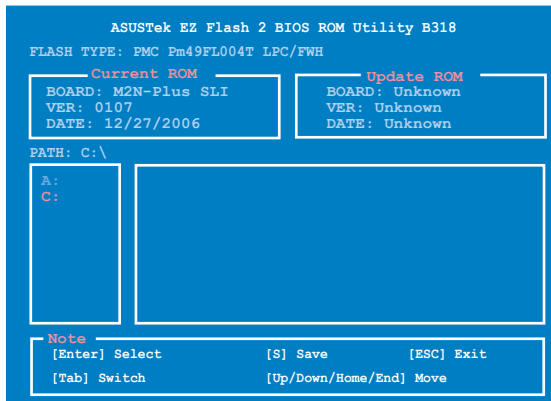 ASUSTek EZ Flash 2 BIOS ROM Utility B318
FLASH TYPE: PMC Pm49FL004T LPC/FWH
Current ROM
BOARD: M2N-Plus SLI
VER: 0107
DATE: 12/27/2006
Update ROM
BOARD: Unknown
VER: Unknown
DATE: Unknown
PATH: C:\
A:
C:
Note
[Enter] Select [S] Save [ESC] Exit
[Tab] Switch [Up/Down/Home/End] Move